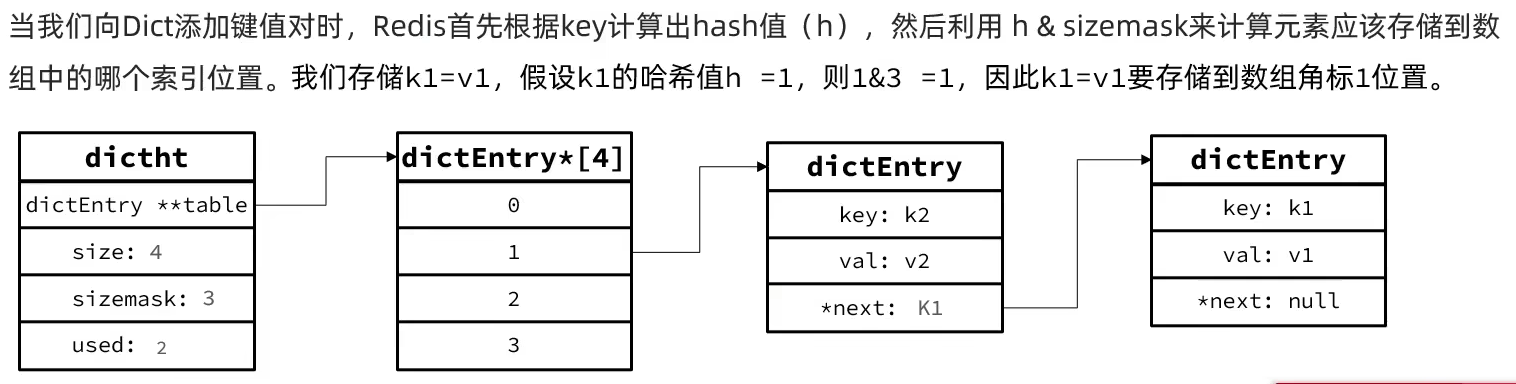 当我们向Dict添加键值对时，Redis首先根据key计算出hash值（h），然后利用 h & sizemask来计算元素应该存储到数
组中的哪个索引位置。我们存储k1=v1，假设k1的哈希值h =1，则1&3 =1，因此k1=v1要存储到数组角标1位置。
dictht
dictEntry **table
size: 4
sizemask: 3
used: 2
dictEntry*[4]
0
1
2
3
dictEntry
key: k2
val: v2
*next: K1
dictEntry
key: k1
val: v1
*next: null